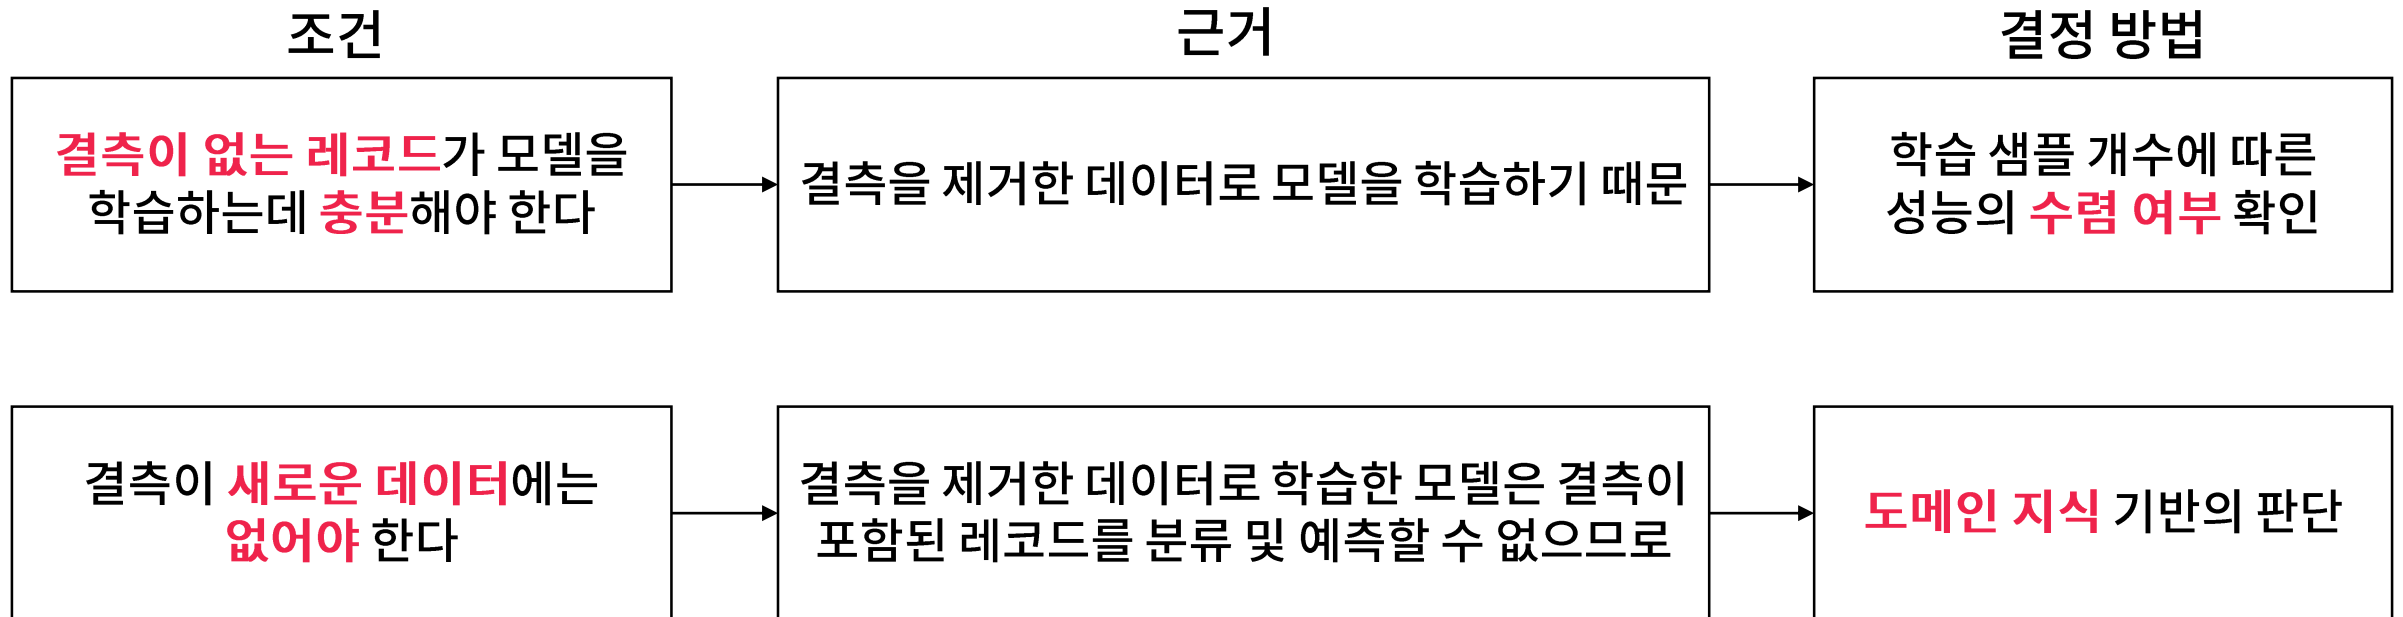 조건
근거
결정 방법
결측이 없는 레코드가 모델을
학습하는데 충분해야 한다
결측을 제거한 데이터로 모델을 학습하기 때문
학습 샘플 개수에 따른
성능의 수렴 여부 확인
결측이 새로운 데이터에는
없어야 한다
결측을 제거한 데이터로 학습한 모델은 결측이
포함된 레코드를 분류 및 예측할 수 없으므로
도메인 지식 기반의 판단